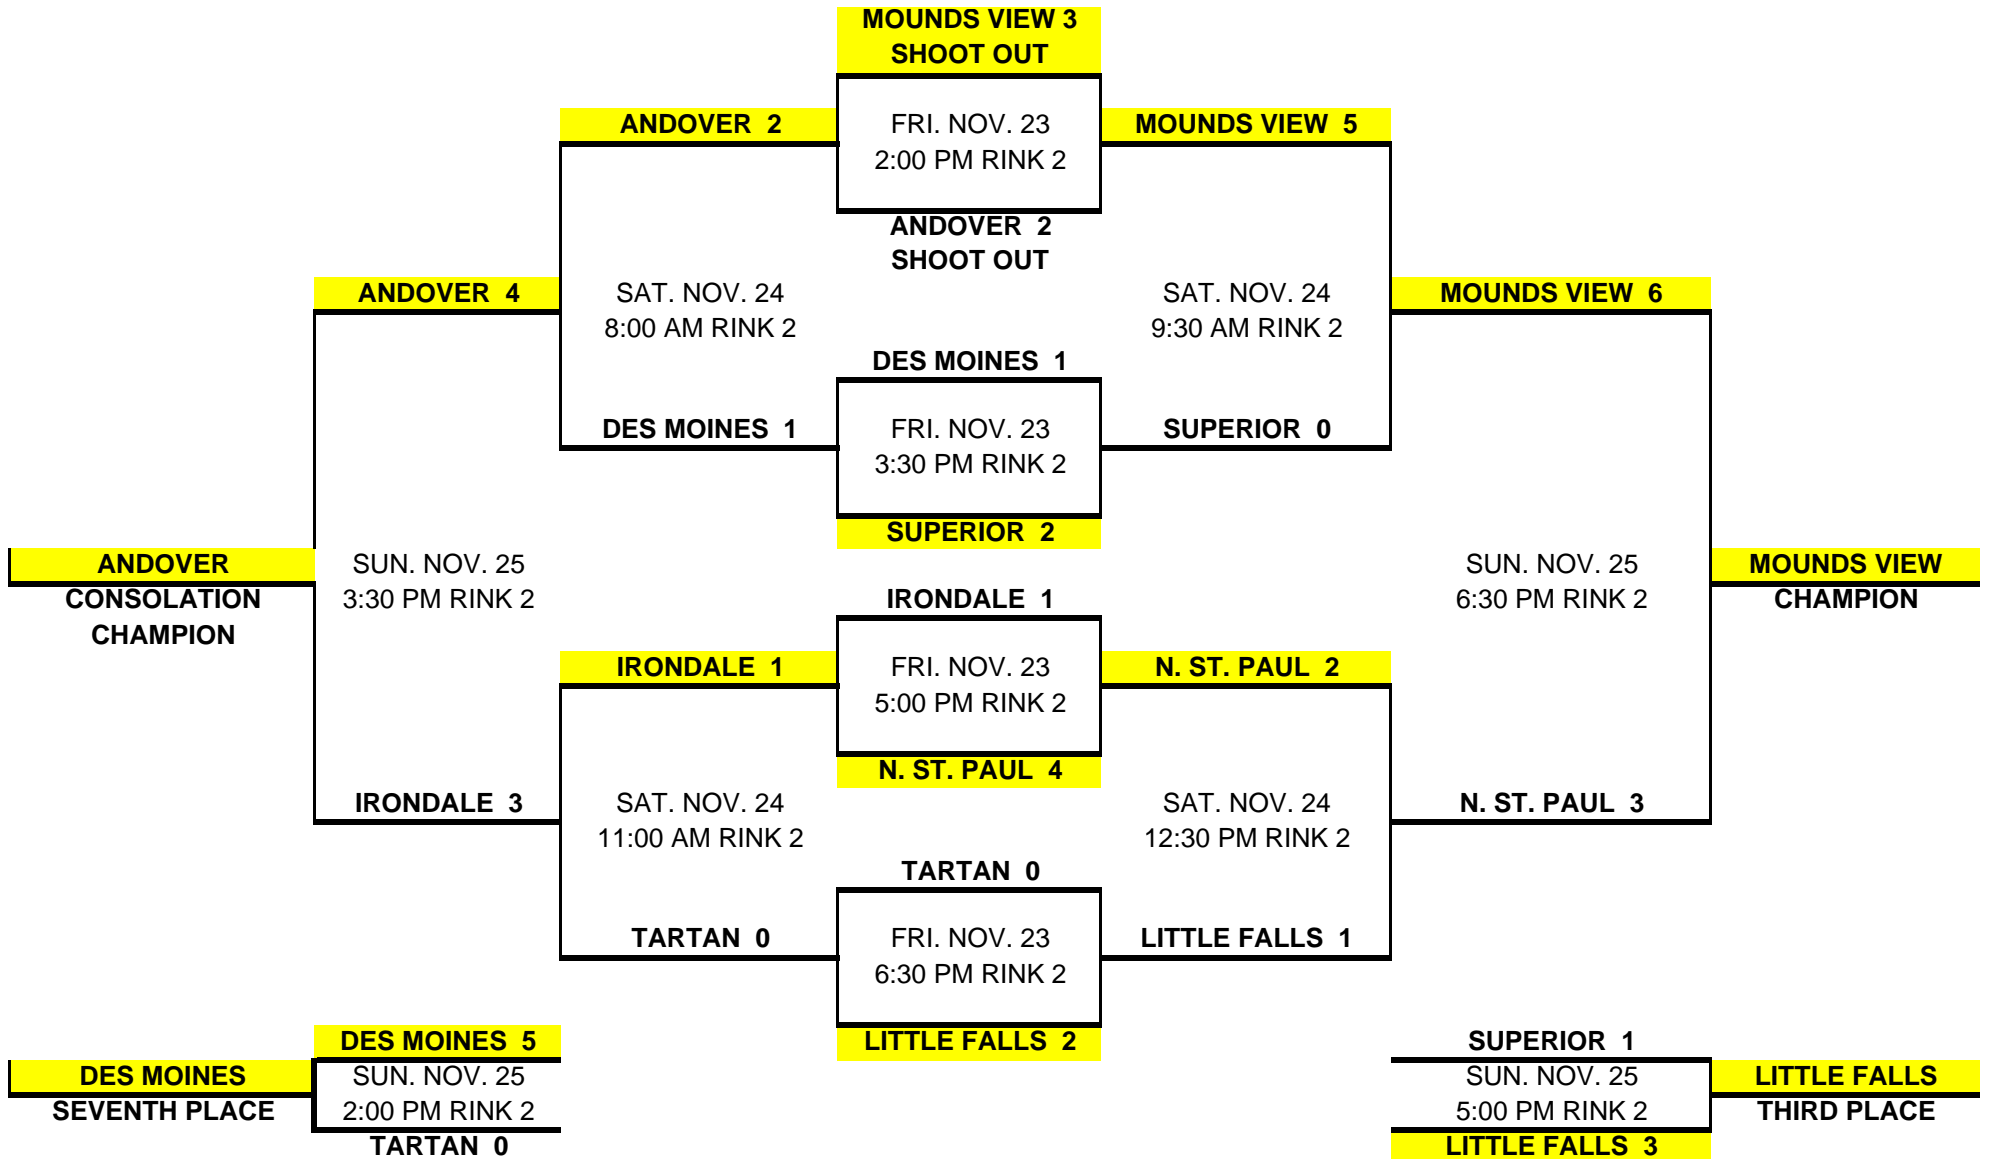 MOUNDS VIEW 3
SHOOT OUT
ANDOVER 2
FRI. NOV. 23
MOUNDS VIEW 5
2:00 PM RINK 2
ANDOVER 2
SHOOT OUT
ANDOVER 4
SAT. NOV. 24
SAT. NOV. 24
MOUNDS VIEW 6
8:00 AM RINK 2
9:30 AM RINK 2
DES MOINES 1
DES MOINES 1
FRI. NOV. 23
SUPERIOR 0
3:30 PM RINK 2
SUPERIOR 2
ANDOVER
SUN. NOV. 25
SUN. NOV. 25
MOUNDS VIEW
CONSOLATION
3:30 PM RINK 2
IRONDALE 1
6:30 PM RINK 2
CHAMPION
CHAMPION
IRONDALE 1
FRI. NOV. 23
N. ST. PAUL 2
5:00 PM RINK 2
N. ST. PAUL 4
IRONDALE 3
SAT. NOV. 24
SAT. NOV. 24
N. ST. PAUL 3
11:00 AM RINK 2
12:30 PM RINK 2
TARTAN 0
TARTAN 0
FRI. NOV. 23
LITTLE FALLS 1
6:30 PM RINK 2
DES MOINES 5
LITTLE FALLS 2
SUPERIOR 1
DES MOINES
SUN. NOV. 25
SUN. NOV. 25
LITTLE FALLS
SEVENTH PLACE
2:00 PM RINK 2
5:00 PM RINK 2
THIRD PLACE
TARTAN 0
LITTLE FALLS 3